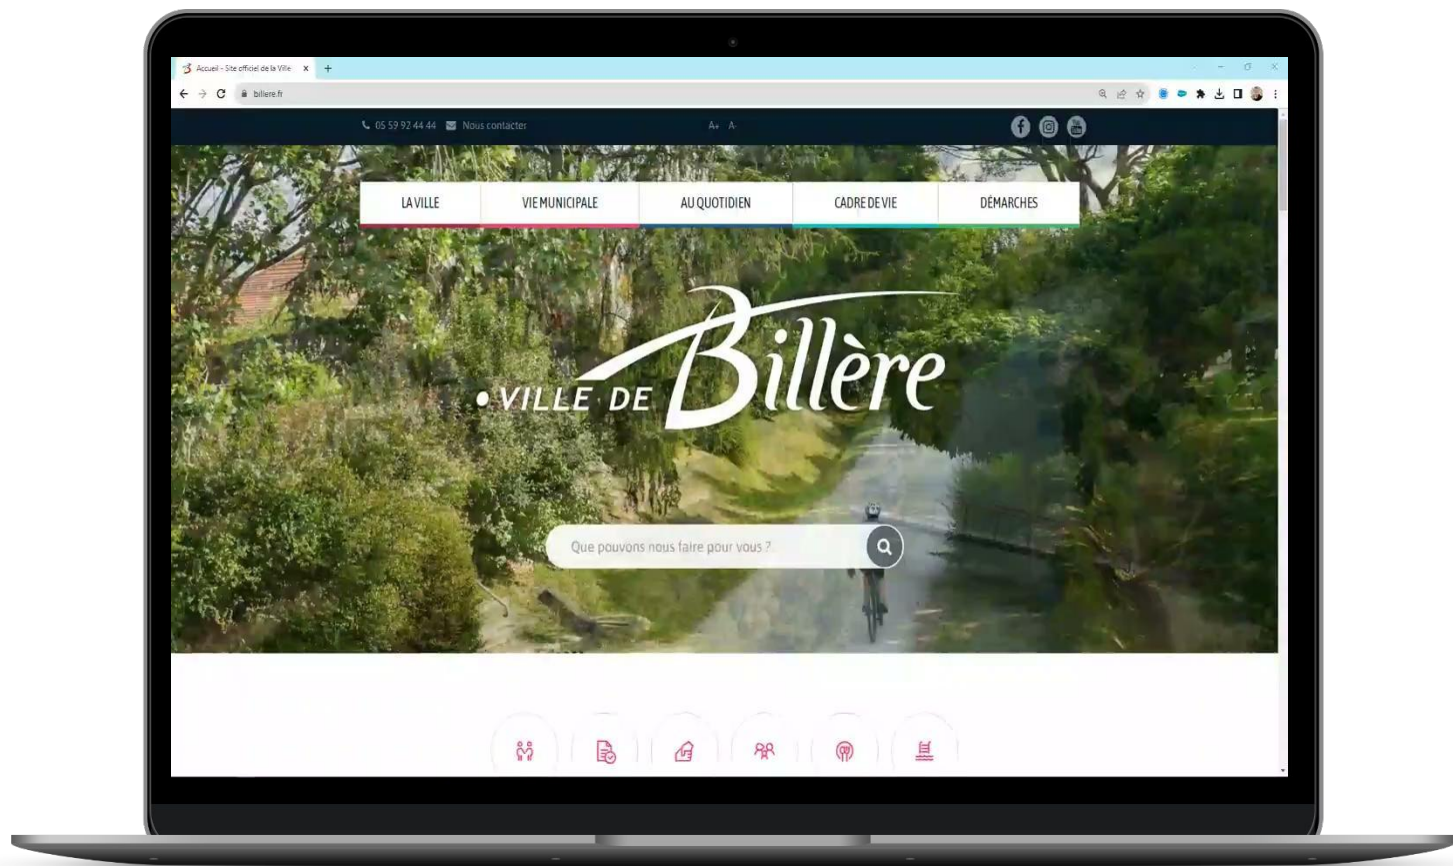 Accueil - Site officiel de la Ville
billere.fr
05 59 92 44 44 Nous contacter A+ A-
LA VILLE VIE MUNICIPALE AU QUOTIDIEN CADRE DE VIE DÉMARCHES
VILLE DE Billère
Que pouvons nous faire pour vous ?